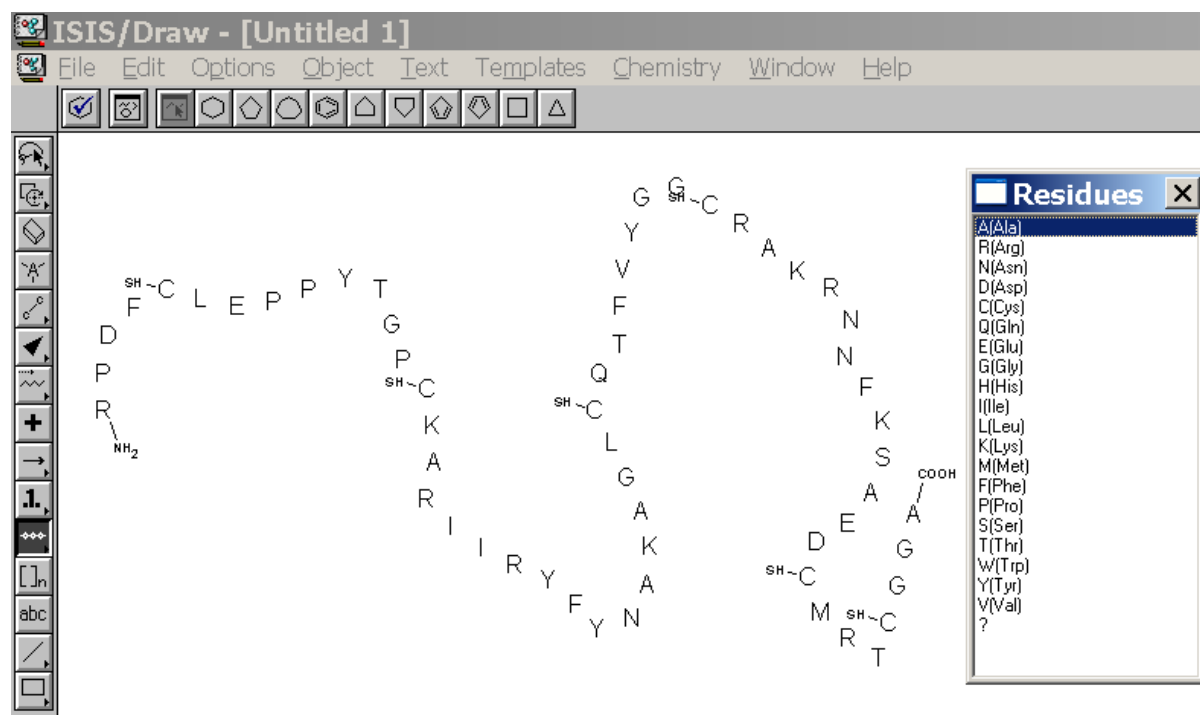 ISIS/Draw - [Untitled 1]
File Edit Options Object Text Templates Chemistry Window Help
NH2 R P D F SH~C L E P P Y T G P SH~C K A R I I R Y F Y N A K A G L SH~C Q T F V Y G G SH~C R A K R N N F K S A E D SH~C M R T SH~C G G A COOH
Residues
A(Ala)
R(Arg)
N(Asn)
D(Asp)
C(Cys)
Q(Gln)
E(Glu)
G(Gly)
H(His)
I(Ile)
L(Leu)
K(Lys)
M(Met)
F(Phe)
P(Pro)
S(Ser)
T(Thr)
W(Trp)
Y(Tyr)
V(Val)
?
A
.1.
[ ]n
abc